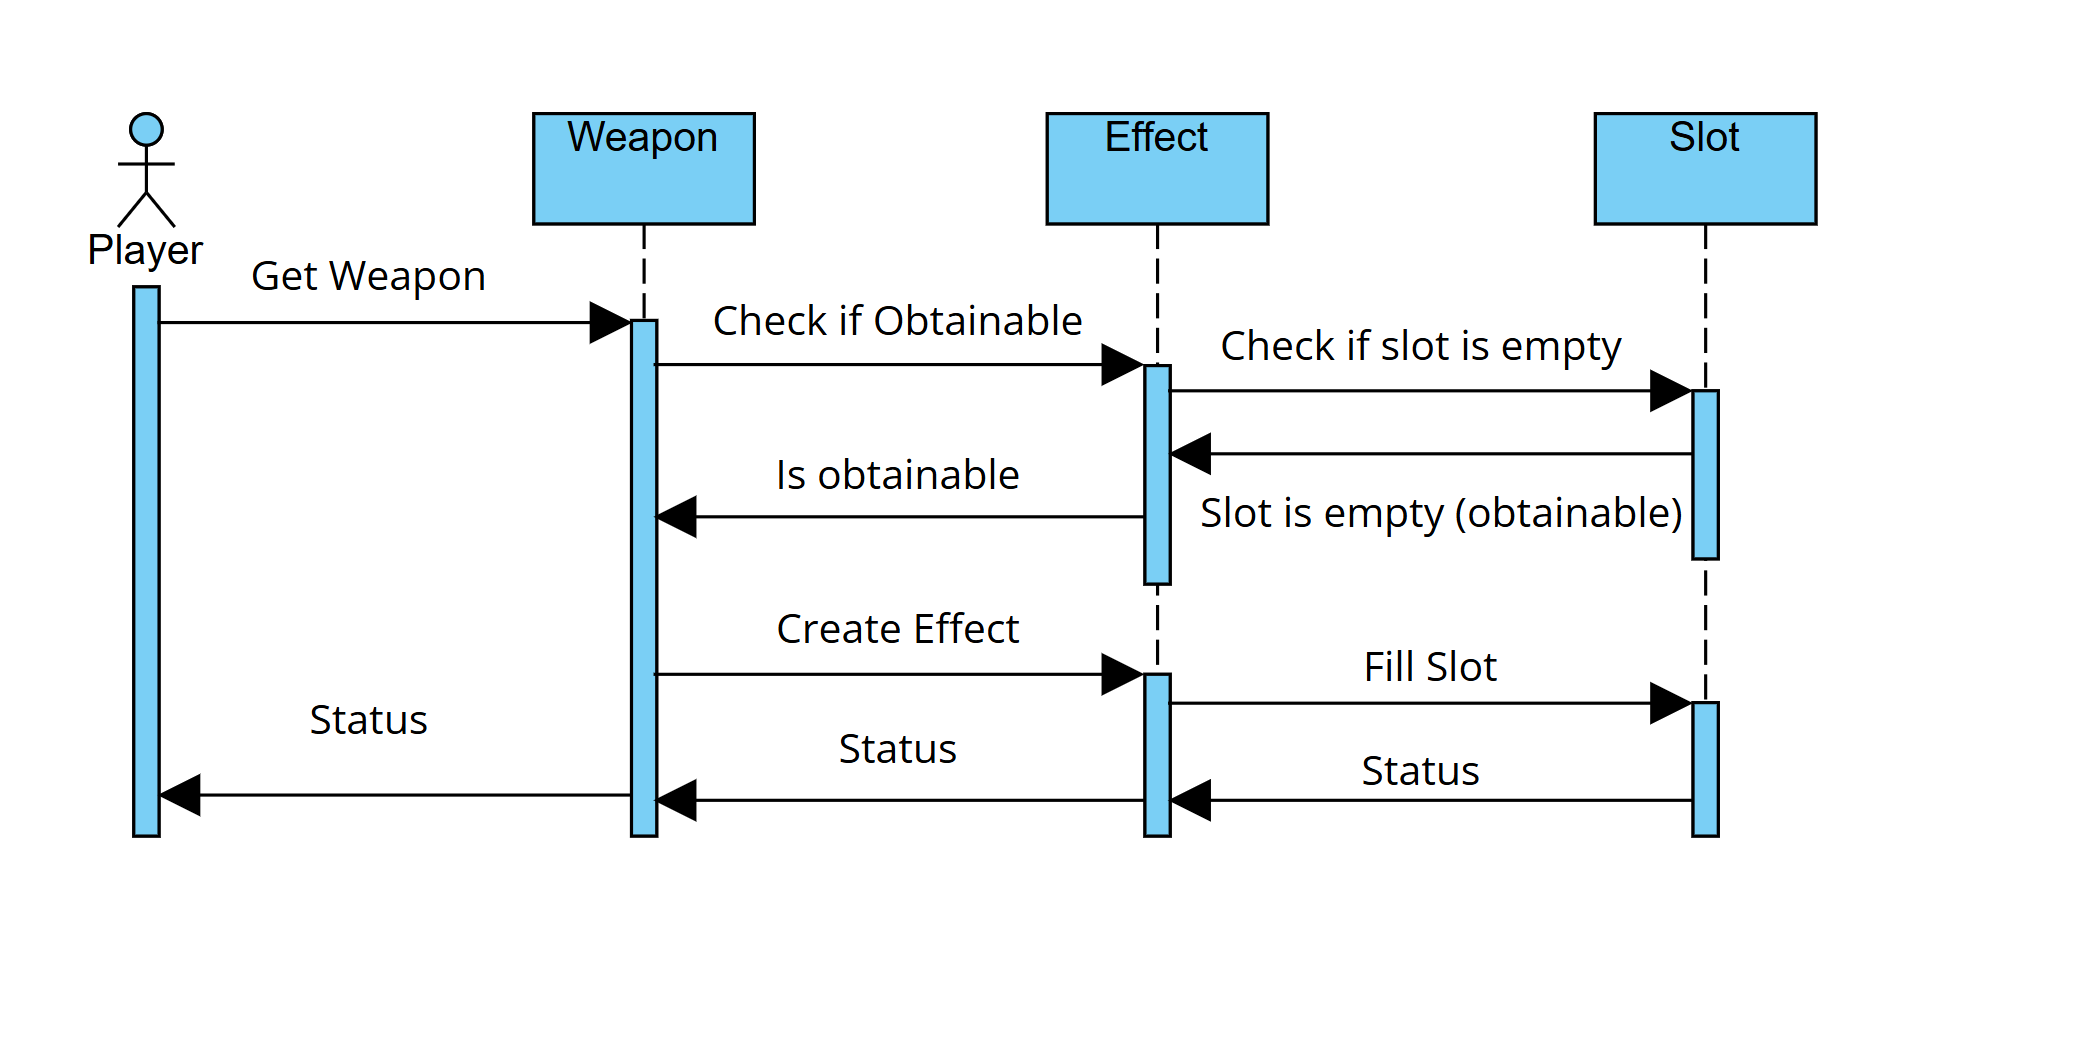 Weapon
Effect
Slot
Player
Get Weapon
Check if Obtainable
Check if slot is empty
Is obtainable
Slot is empty (obtainable)
Create Effect
Fill Slot
Status
Status
Status